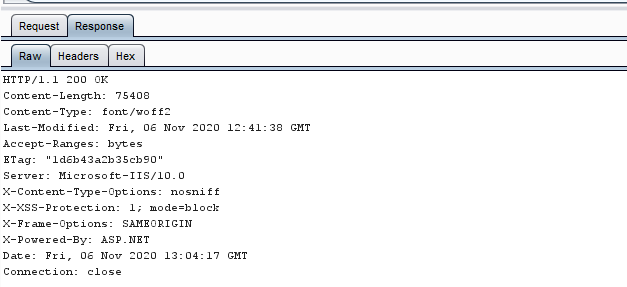 Request Response
Raw Headers Hex
HTTP/1.1 200 OK
Content-Length: 75408
Content-Type: font/woff2
Last-Modified: Fri, 06 Nov 2020 12:41:38 GMT
Accept-Ranges: bytes
ETag: "1d6b43a2b35cb90"
Server: Microsoft-IIS/10.0
X-Content-Type-Options: nosniff
X-XSS-Protection: 1; mode=block
X-Frame-Options: SAMEORIGIN
X-Powered-By: ASP.NET
Date: Fri, 06 Nov 2020 13:04:17 GMT
Connection: close